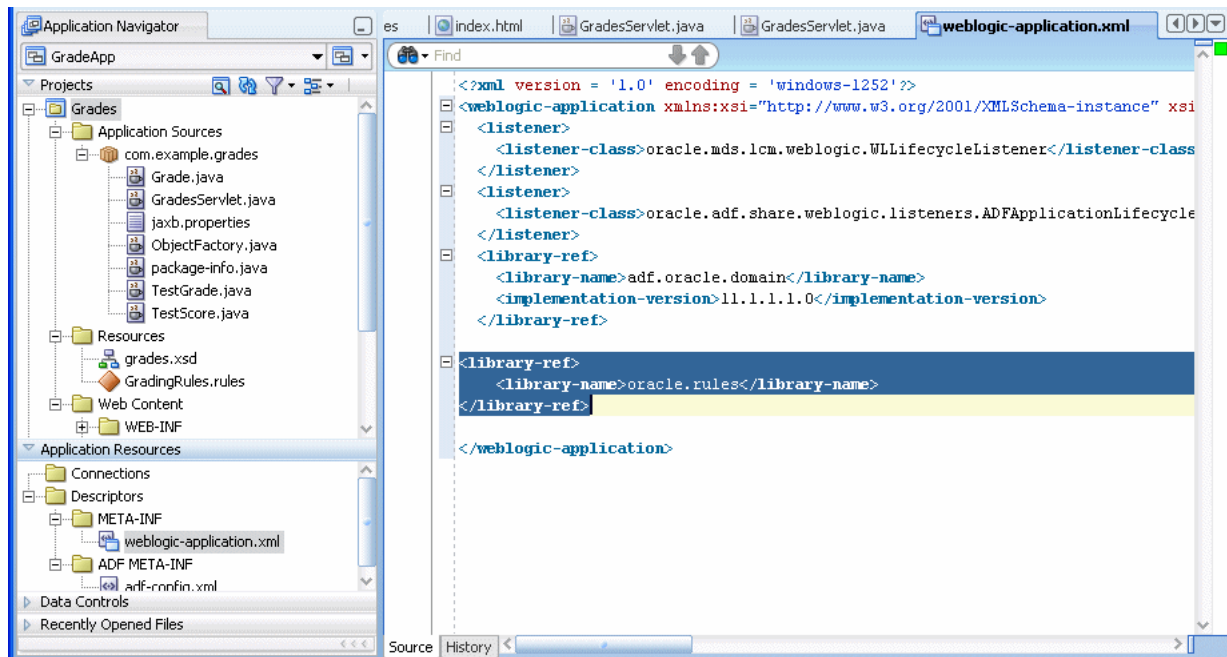 Application Navigator
GradeApp
Projects
Grades
Application Sources
com.example.grades
Grade.java
GradesServlet.java
jaxb.properties
ObjectFactory.java
package-info.java
TestGrade.java
TestScore.java
Resources
grades.xsd
GradingRules.rules
Web Content
WEB-INF
Application Resources
Connections
Descriptors
META-INF
weblogic-application.xml
ADF META-INF
adf-config.xml
Data Controls
Recently Opened Files
es index.html GradesServlet.java GradesServlet.java weblogic-application.xml
Find
<?xml version = '1.0' encoding = 'windows-1252'?>
<weblogic-application xmlns:xsi="http://www.w3.org/2001/XMLSchema-instance" xsi
<listener>
<listener-class>oracle.mds.lcm.weblogic.WLLifecycleListener</listener-class
</listener>
<listener>
<listener-class>oracle.adf.share.weblogic.listeners.ADFApplicationLifecycle
</listener>
<library-ref>
<library-name>adf.oracle.domain</library-name>
<implementation-version>11.1.1.1.0</implementation-version>
</library-ref>
<library-ref>
<library-name>oracle.rules</library-name>
</library-ref>
</weblogic-application>
Source History